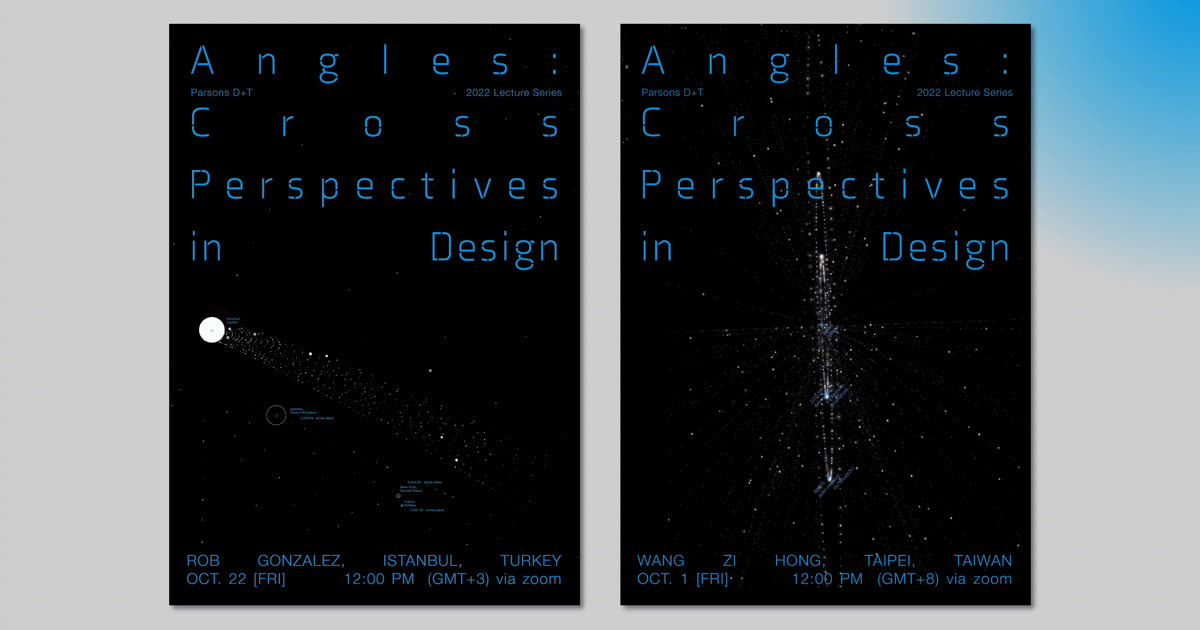 Angles:
Parsons D+T 2022 Lecture Series
Cross
Perspectives
in Design
ROB GONZALEZ, ISTANBUL, TURKEY
OCT. 22 [FRI] 12:00 PM (GMT+3) via zoom
Angles:
Parsons D+T 2022 Lecture Series
Cross
Perspectives
in Design
WANG ZI HONG, TAIPEI, TAIWAN
OCT. 1 [FRI] 12:00 PM (GMT+8) via zoom